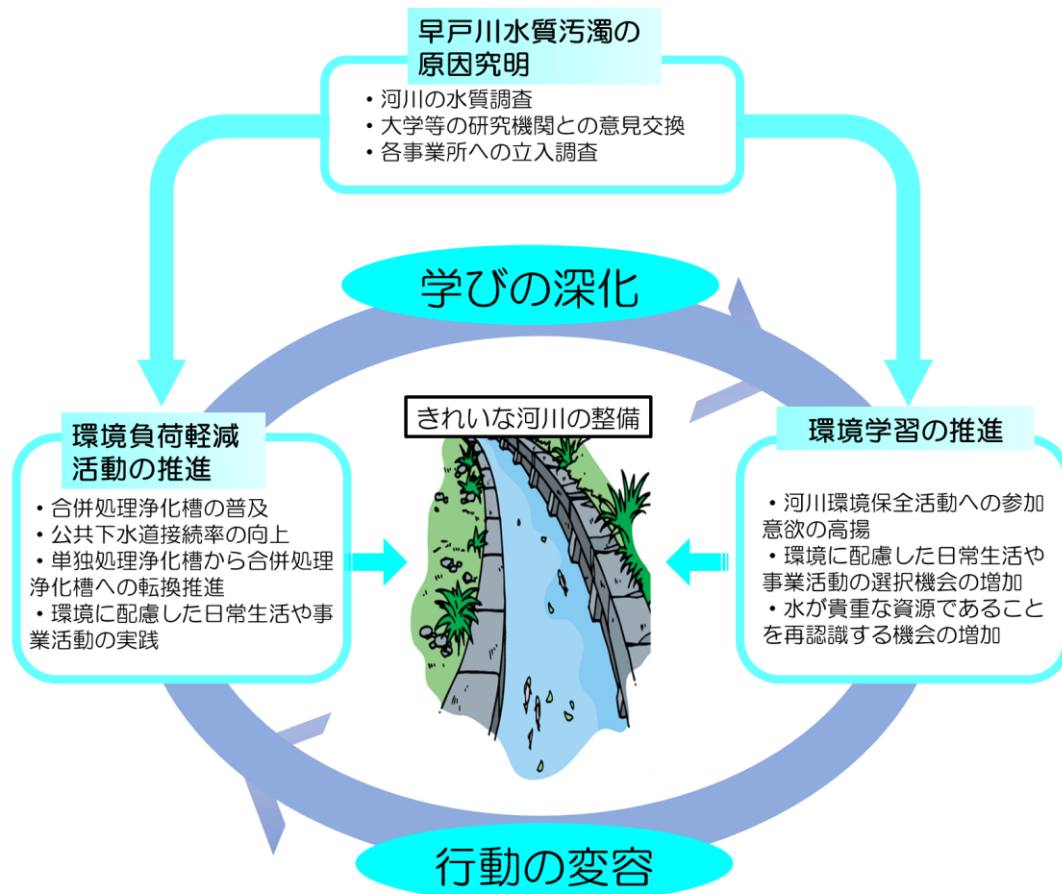 早戸川水質汚濁の
原因究明
・河川の水質調査
・大学等の研究機関との意見交換
・各事業所への立入調査
学びの深化
きれいな河川の整備
環境負荷軽減
活動の推進
・合併処理浄化槽の普及
・公共下水道接続率の向上
・単独処理浄化槽から合併処理
浄化槽への転換推進
・環境に配慮した日常生活や事
業活動の実践
環境学習の推進
・河川環境保全活動への参加
意欲の高揚
・環境に配慮した日常生活や
事業活動の選択機会の増加
・水が貴重な資源であること
を再認識する機会の増加
行動の変容